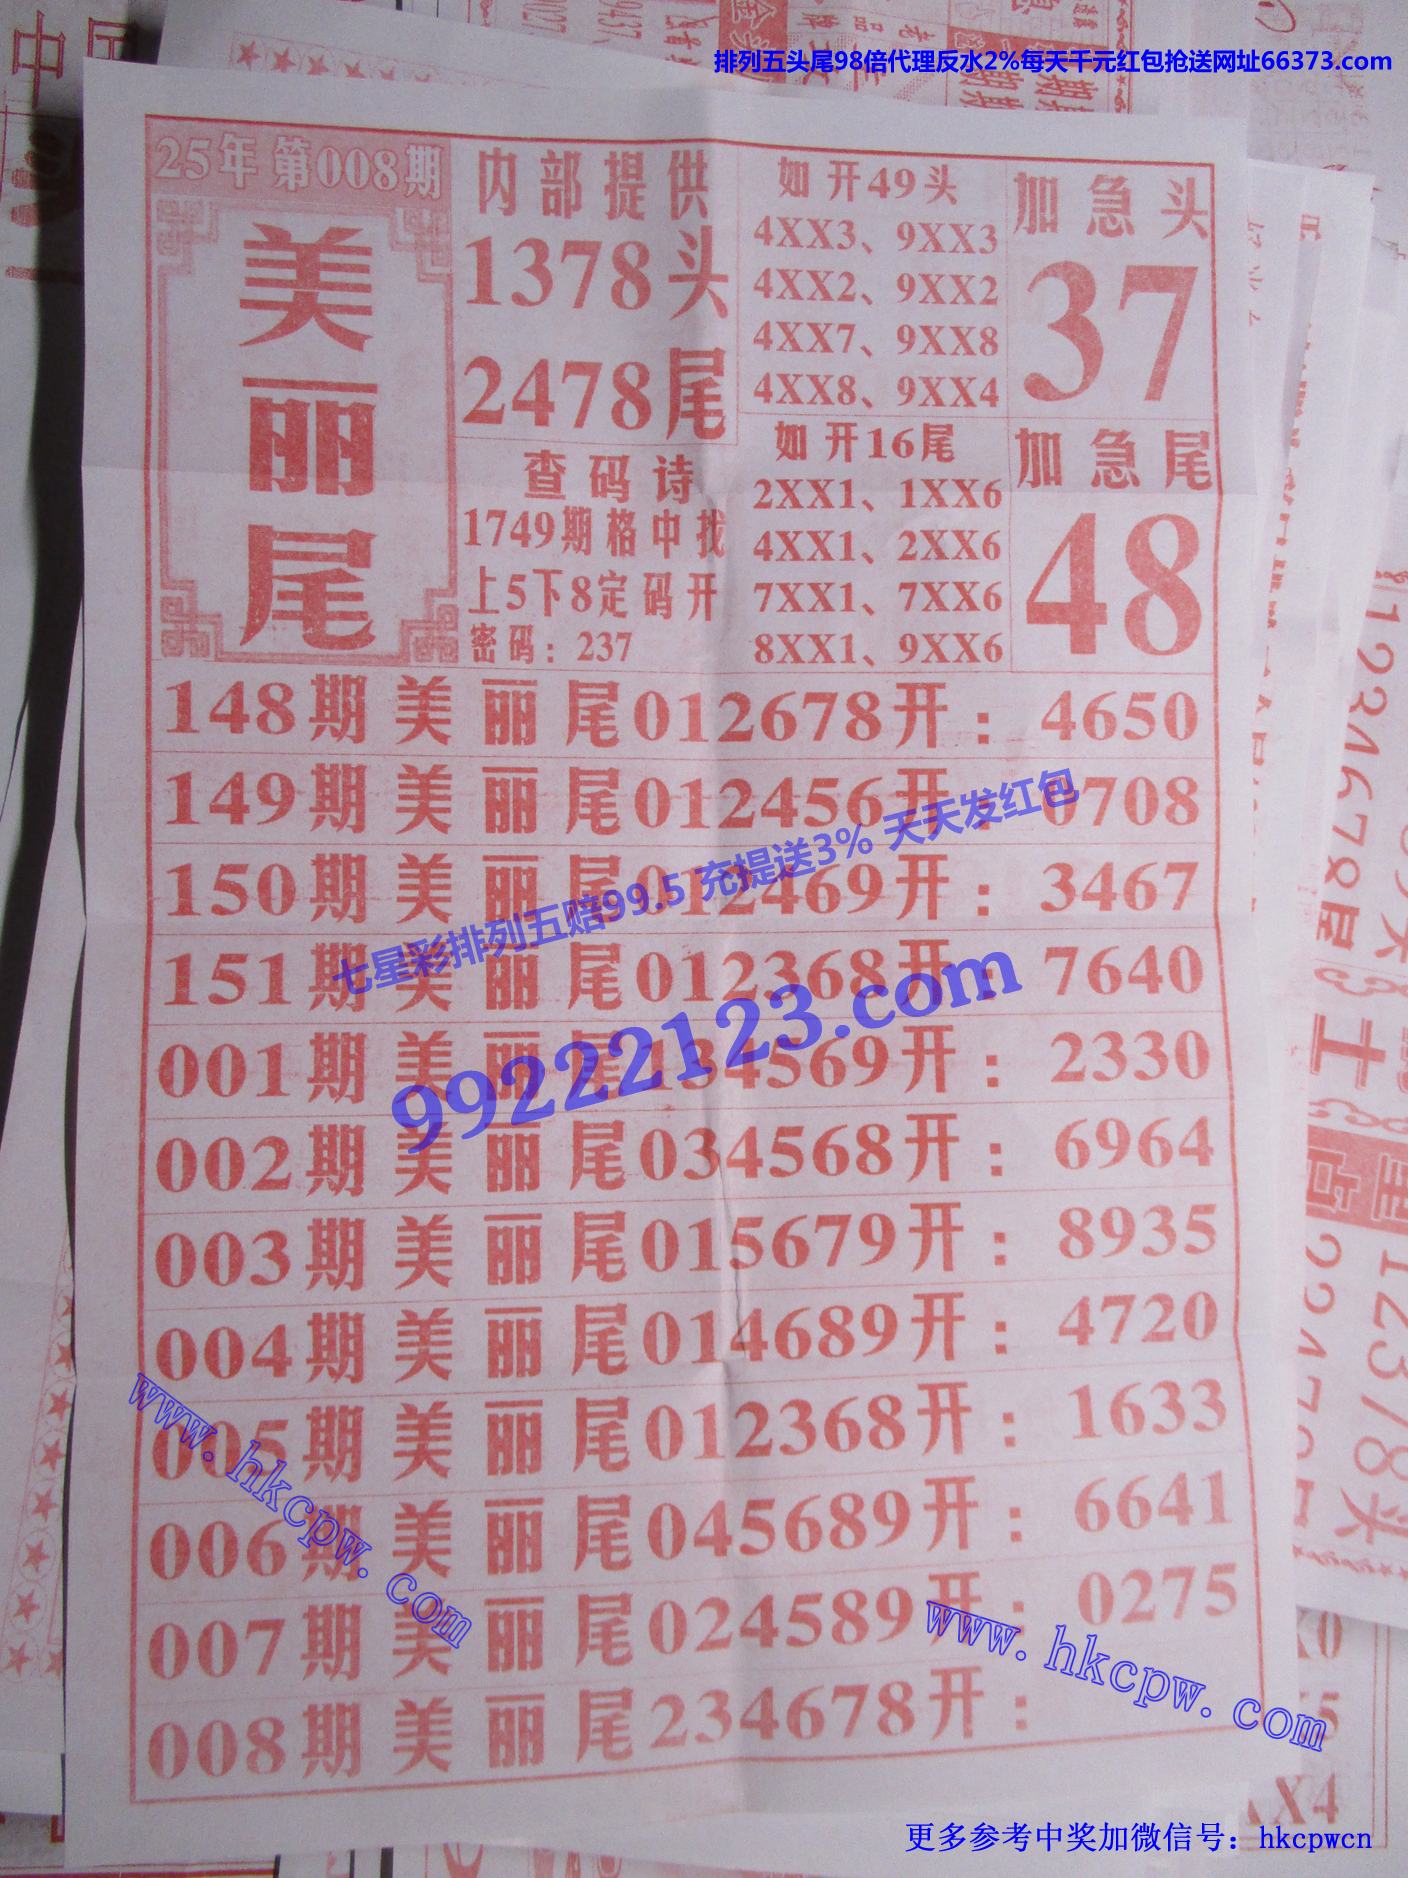 排列五头尾98倍代理反水2%每天千元红包抢送网址66373.com
25年第008期
美丽尾
内部提供
1378头
2478尾
查码诗
1749期格中找
上5下8定码开
密码：237
如开49头
4XX3、9XX3
4XX2、9XX2
4XX7、9XX8
4XX8、9XX4
如开16尾
2XX1、1XX6
4XX1、2XX6
7XX1、7XX6
8XX1、9XX6
加急头
37
加急尾
48
148期美丽尾012678开：4650
149期美丽尾012456开：0708
150期美丽尾012469开：3467
151期美丽尾012368开：7640
001期美丽尾134569开：2330
002期美丽尾034568开：6964
003期美丽尾015679开：8935
004期美丽尾014689开：4720
005期美丽尾012368开：1633
006期美丽尾045689开：6641
007期美丽尾024589开：0275
008期美丽尾234678开：
七星彩排列五赔99.5 充提送3% 天天发红包
99222123.com
www.hkcpw.com
www.hkcpw.com
更多参考中奖加微信号：hkcpwcn